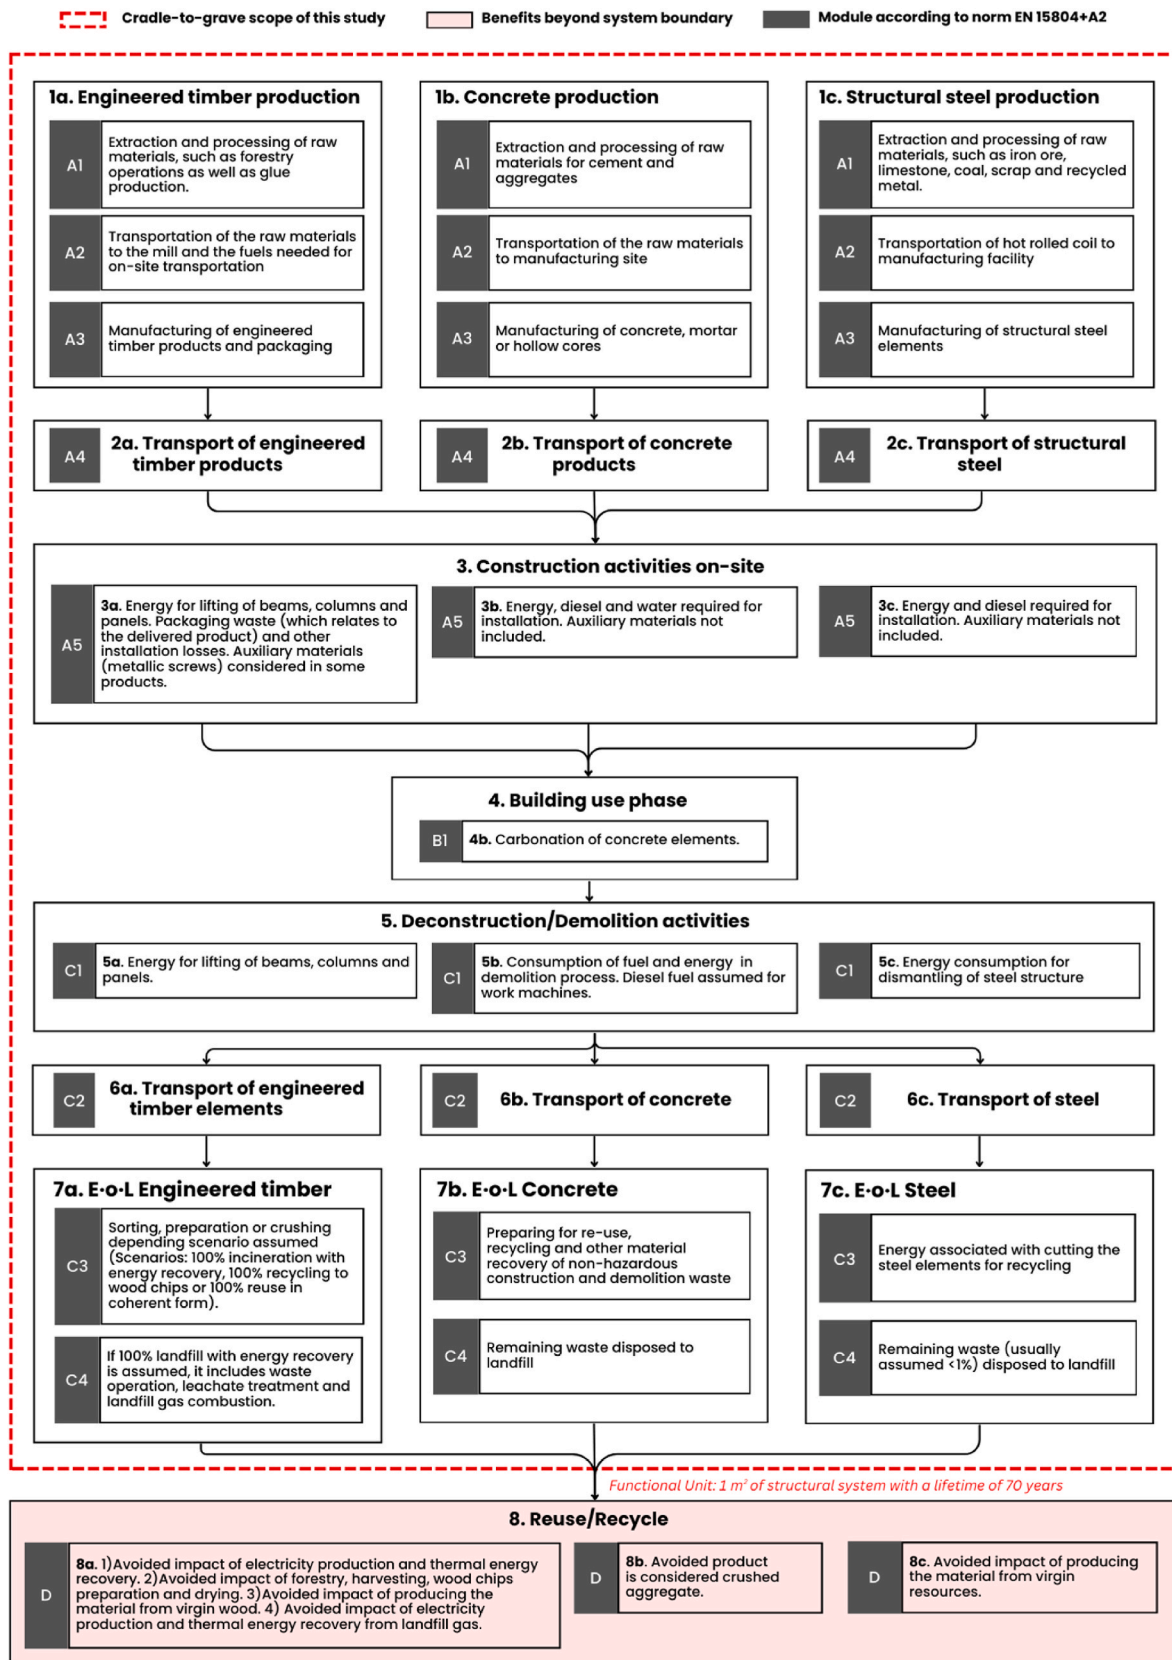 Cradle-to-grave scope of this study
Benefits beyond system boundary
Module according to norm EN 15804+A2
1a. Engineered timber production
A1
Extraction and processing of raw
materials, such as forestry
operations as well as glue
production.
A2
Transportation of the raw materials
to the mill and the fuels needed for
on-site transportation
A3
Manufacturing of engineered
timber products and packaging
1b. Concrete production
A1
Extraction and processing of raw
materials for cement and
aggregates
A2
Transportation of the raw materials
to manufacturing site
A3
Manufacturing of concrete, mortar
or hollow cores
1c. Structural steel production
A1
Extraction and processing of raw
materials, such as iron ore,
limestone, coal, scrap and recycled
metal.
A2
Transportation of hot rolled coil to
manufacturing facility
A3
Manufacturing of structural steel
elements
A4
2a. Transport of engineered
timber products
A4
2b. Transport of concrete
products
A4
2c. Transport of structural
steel
3. Construction activities on-site
A5
3a. Energy for lifting of beams, columns and
panels. Packaging waste (which relates to
the delivered product) and other
installation losses. Auxiliary materials
(metallic screws) considered in some
products.
A5
3b. Energy, diesel and water required for
installation. Auxiliary materials not
included.
A5
3c. Energy and diesel required for
installation. Auxiliary materials not
included.
4. Building use phase
B1
4b. Carbonation of concrete elements.
5. Deconstruction/Demolition activities
C1
5a. Energy for lifting of beams, columns and
panels.
C1
5b. Consumption of fuel and energy in
demolition process. Diesel fuel assumed for
work machines.
C1
5c. Energy consumption for
dismantling of steel structure
C2
6a. Transport of engineered
timber elements
C2
6b. Transport of concrete
C2
6c. Transport of steel
7a. E·o·L Engineered timber
C3
Sorting, preparation or crushing
depending scenario assumed
(Scenarios: 100% incineration with
energy recovery, 100% recycling to
wood chips or 100% reuse in
coherent form).
C4
If 100% landfill with energy recovery
is assumed, it includes waste
operation, leachate treatment and
landfill gas combustion.
7b. E·o·L Concrete
C3
Preparing for re-use,
recycling and other material
recovery of non-hazardous
construction and demolition waste
C4
Remaining waste disposed to
landfill
7c. E·o·L Steel
C3
Energy associated with cutting the
steel elements for recycling
C4
Remaining waste (usually
assumed <1%) disposed to landfill
Functional Unit: 1 m² of structural system with a lifetime of 70 years
8. Reuse/Recycle
D
8a. 1)Avoided impact of electricity production and thermal energy
recovery. 2)Avoided impact of forestry, harvesting, wood chips
preparation and drying. 3)Avoided impact of producing the
material from virgin wood. 4) Avoided impact of electricity
production and thermal energy recovery from landfill gas.
D
8b. Avoided product
is considered crushed
aggregate.
D
8c. Avoided impact of producing
the material from virgin
resources.